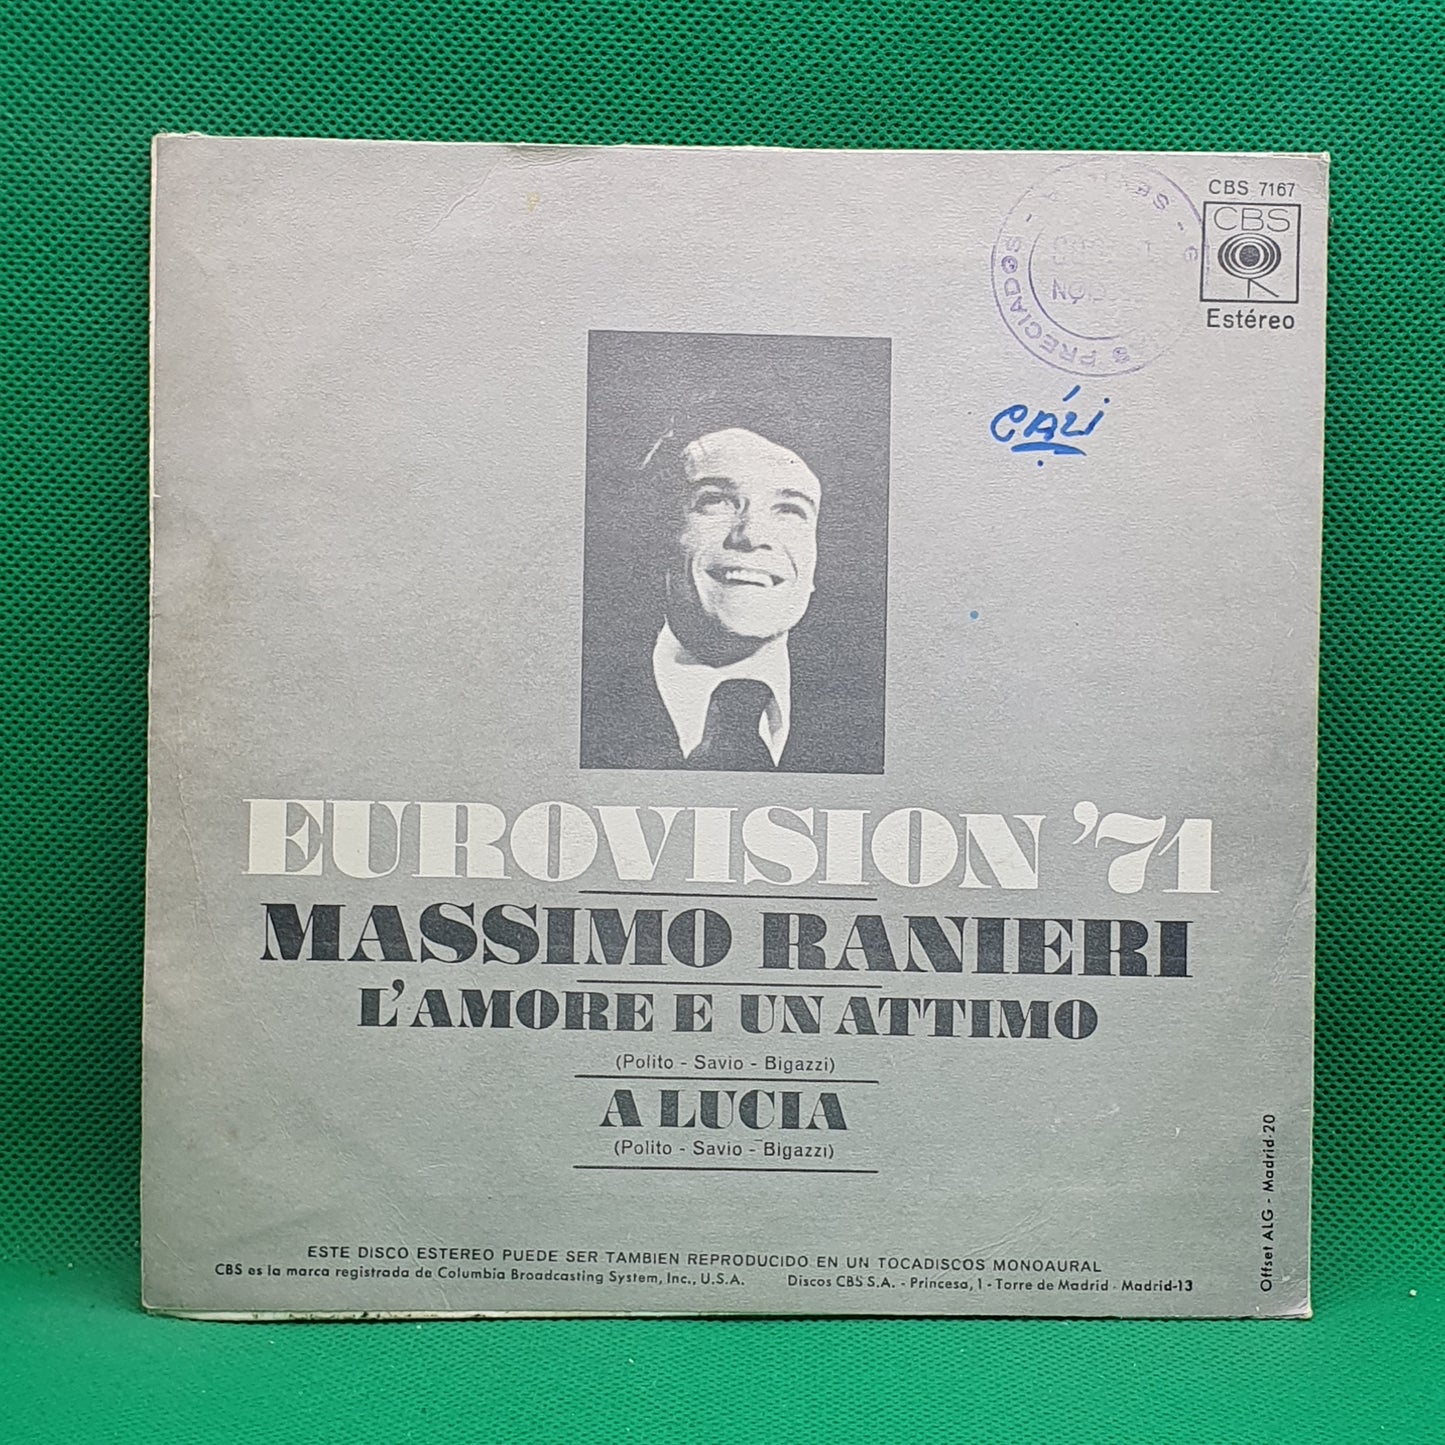 CBS 7167
CBS
Estéreo
PRECIADOS
CÁLI
EUROVISION '71
MASSIMO RANIERI
L'AMORE E UN ATTIMO
(Polito - Savio - Bigazzi)
A LUCIA
(Polito - Savio - Bigazzi)
Offset ALG - Madrid-20
ESTE DISCO ESTEREO PUEDE SER TAMBIEN REPRODUCIDO EN UN TOCADISCOS MONOAURAL
CBS es la marca registrada de Columbia Broadcasting System, Inc., U.S.A. Discos CBS S.A. - Princesa, 1 - Torre de Madrid - Madrid-13